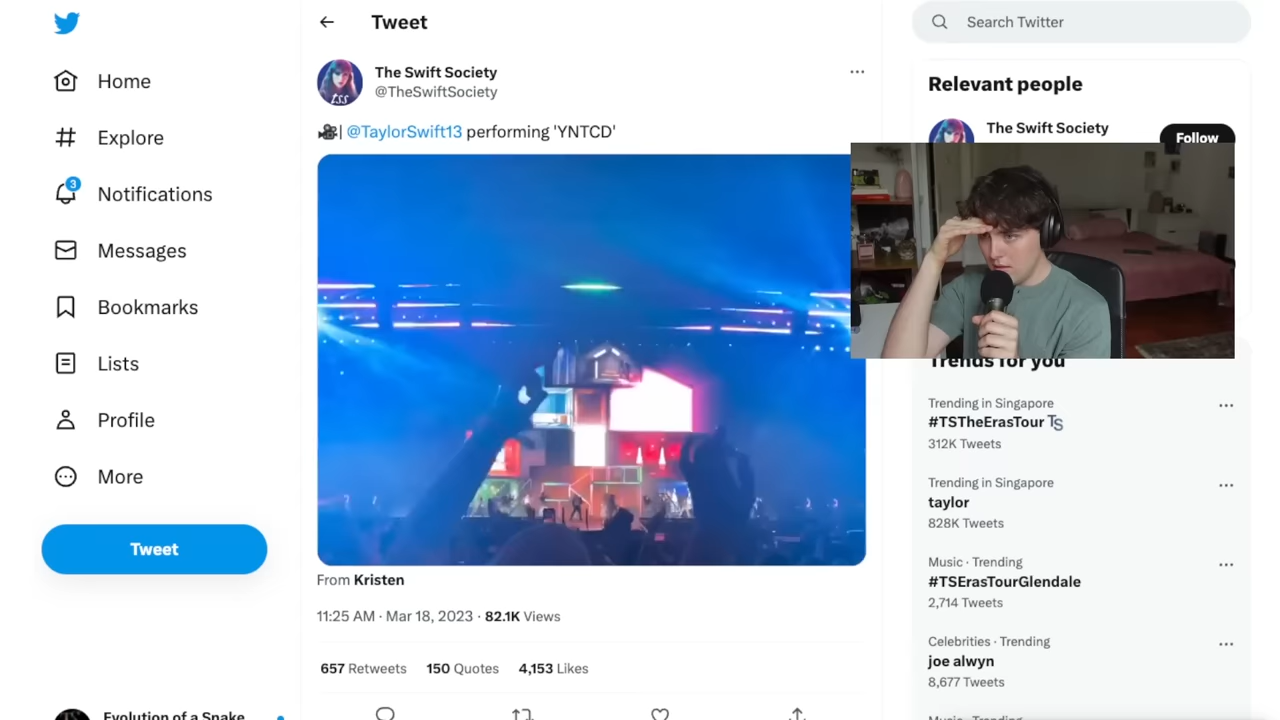 Home
Explore
3
Notifications
Messages
Bookmarks
Lists
Profile
More
Tweet
Evolution of a Snake
Tweet
The Swift Society
@TheSwiftSociety
| @TaylorSwift13 performing 'YNTCD'
From Kristen
11:25 AM · Mar 18, 2023 · 82.1K Views
657 Retweets 150 Quotes 4,153 Likes
Search Twitter
Relevant people
The Swift Society
Follow
Trends for you
Trending in Singapore
#TSTheErasTour TS
312K Tweets
Trending in Singapore
taylor
828K Tweets
Music · Trending
#TSErasTourGlendale
2,714 Tweets
Celebrities · Trending
joe alwyn
8,677 Tweets
Music · Trending